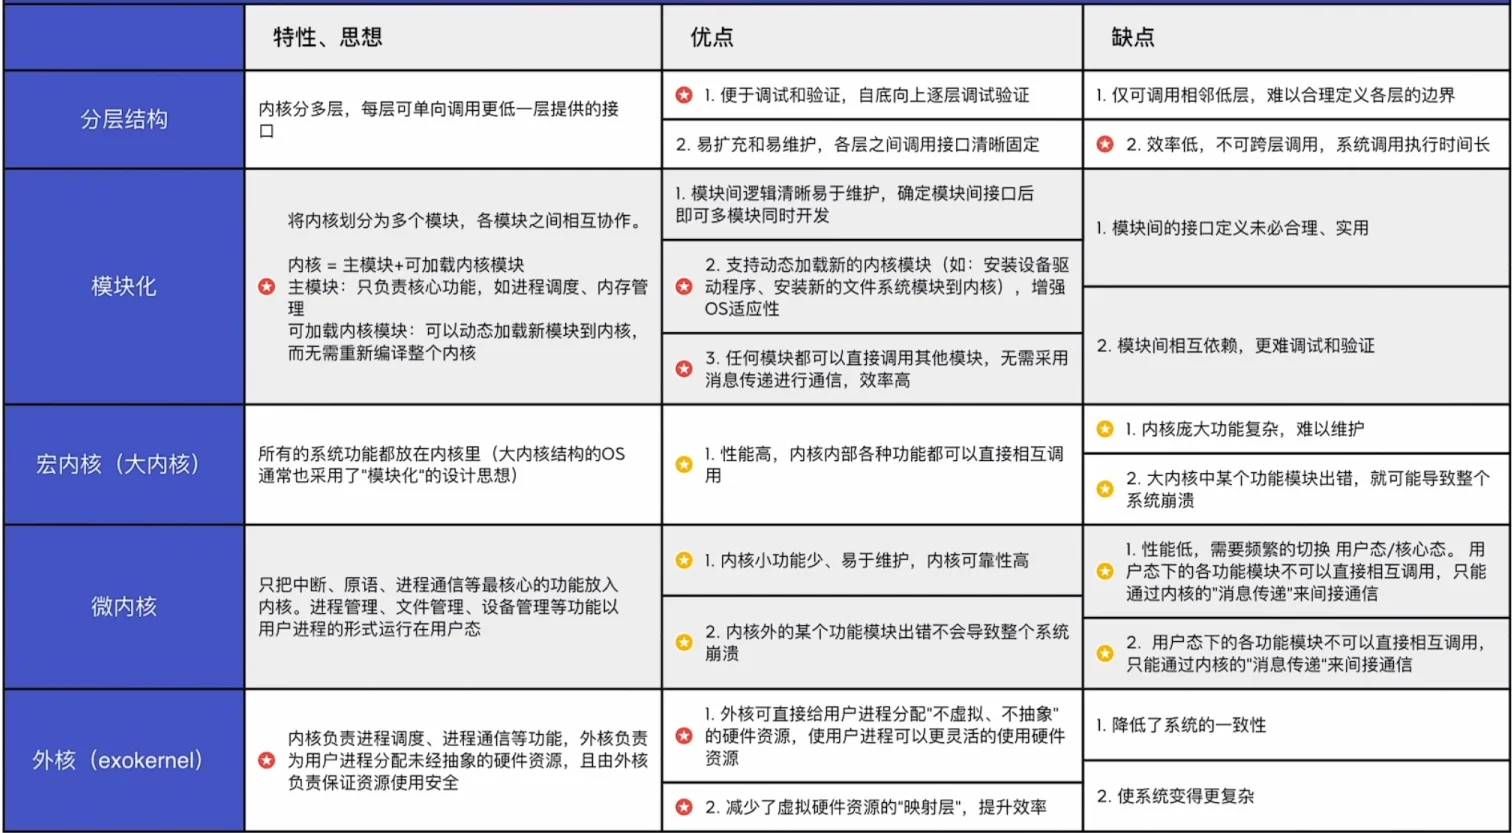 特性、思想
优点
缺点
分层结构
内核分多层，每层可单向调用更低一层提供的接
口
1. 便于调试和验证，自底向上逐层调试验证
2. 易扩充和易维护，各层之间调用接口清晰固定
1. 仅可调用相邻低层，难以合理定义各层的边界
2. 效率低，不可跨层调用，系统调用执行时间长
模块化
将内核划分为多个模块，各模块之间相互协作。
内核 = 主模块+可加载内核模块
主模块：只负责核心功能，如进程调度、内存管
理
可加载内核模块：可以动态加载新模块到内核，
而无需重新编译整个内核
1. 模块间逻辑清晰易于维护，确定模块间接口后
即可多模块同时开发
2. 支持动态加载新的内核模块（如：安装设备驱
动程序、安装新的文件系统模块到内核），增强
OS适应性
3. 任何模块都可以直接调用其他模块，无需采用
消息传递进行通信，效率高
1. 模块间的接口定义未必合理、实用
2. 模块间相互依赖，更难调试和验证
宏内核（大内核）
所有的系统功能都放在内核里（大内核结构的OS
通常也采用了"模块化"的设计思想）
1. 性能高，内核内部各种功能都可以直接相互调
用
1. 内核庞大功能复杂，难以维护
2. 大内核中某个功能模块出错，就可能导致整个
系统崩溃
微内核
只把中断、原语、进程通信等最核心的功能放入
内核。进程管理、文件管理、设备管理等功能以
用户进程的形式运行在用户态
1. 内核小功能少、易于维护，内核可靠性高
2. 内核外的某个功能模块出错不会导致整个系统
崩溃
1. 性能低，需要频繁的切换 用户态/核心态。 用
户态下的各功能模块不可以直接相互调用，只能
通过内核的"消息传递"来间接通信
2. 用户态下的各功能模块不可以直接相互调用，
只能通过内核的"消息传递"来间接通信
外核（exokernel）
内核负责进程调度、进程通信等功能，外核负责
为用户进程分配未经抽象的硬件资源，且由外核
负责保证资源使用安全
1. 外核可直接给用户进程分配"不虚拟、不抽象"
的硬件资源，使用户进程可以更灵活的使用硬件
资源
2. 减少了虚拟硬件资源的"映射层"，提升效率
1. 降低了系统的一致性
2. 使系统变得更复杂